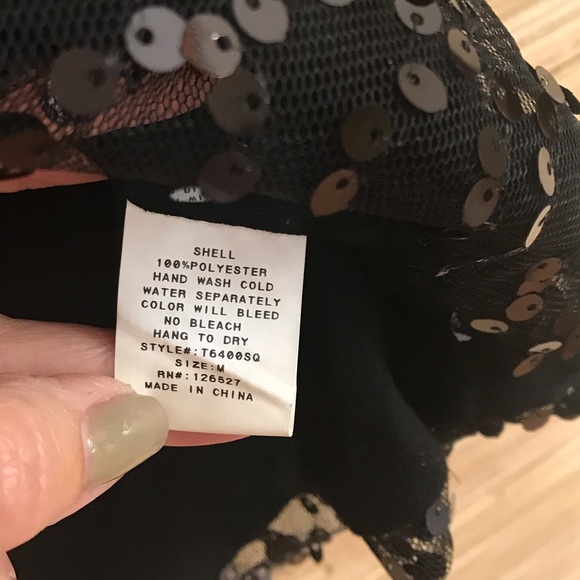 SHELL
100%POLYESTER
HAND WASH COLD
WATER SEPARATELY
COLOR WILL BLEED
NO BLEACH
HANG TO DRY
STYLE#:T6400SQ
SIZE:M
RN#:126527
MADE IN CHINA